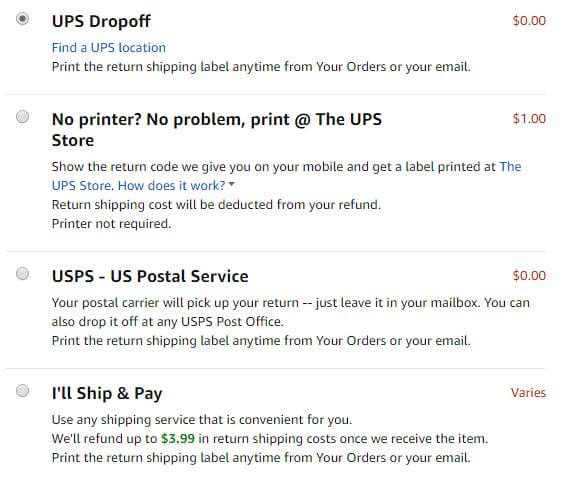 UPS Dropoff $0.00
Find a UPS location
Print the return shipping label anytime from Your Orders or your email.
No printer? No problem, print @ The UPS $1.00
Store
Show the return code we give you on your mobile and get a label printed at The
UPS Store. How does it work?
Return shipping cost will be deducted from your refund.
Printer not required.
USPS - US Postal Service $0.00
Your postal carrier will pick up your return -- just leave it in your mailbox. You can
also drop it off at any USPS Post Office.
Print the return shipping label anytime from Your Orders or your email.
I'll Ship & Pay Varies
Use any shipping service that is convenient for you.
We'll refund up to $3.99 in return shipping costs once we receive the item.
Print the return shipping label anytime from Your Orders or your email.